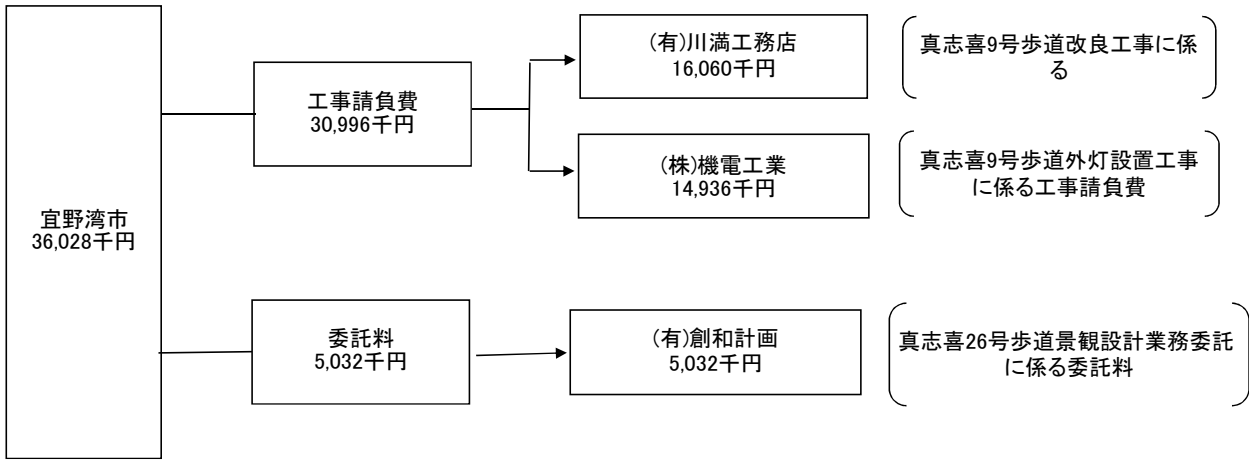 宜野湾市
36,028千円
工事請負費
30,996千円
(有)川満工務店
16,060千円
真志喜9号歩道改良工事に係
る
(株)機電工業
14,936千円
真志喜9号歩道外灯設置工事
に係る工事請負費
委託料
5,032千円
(有)創和計画
5,032千円
真志喜26号歩道景観設計業務委託
に係る委託料